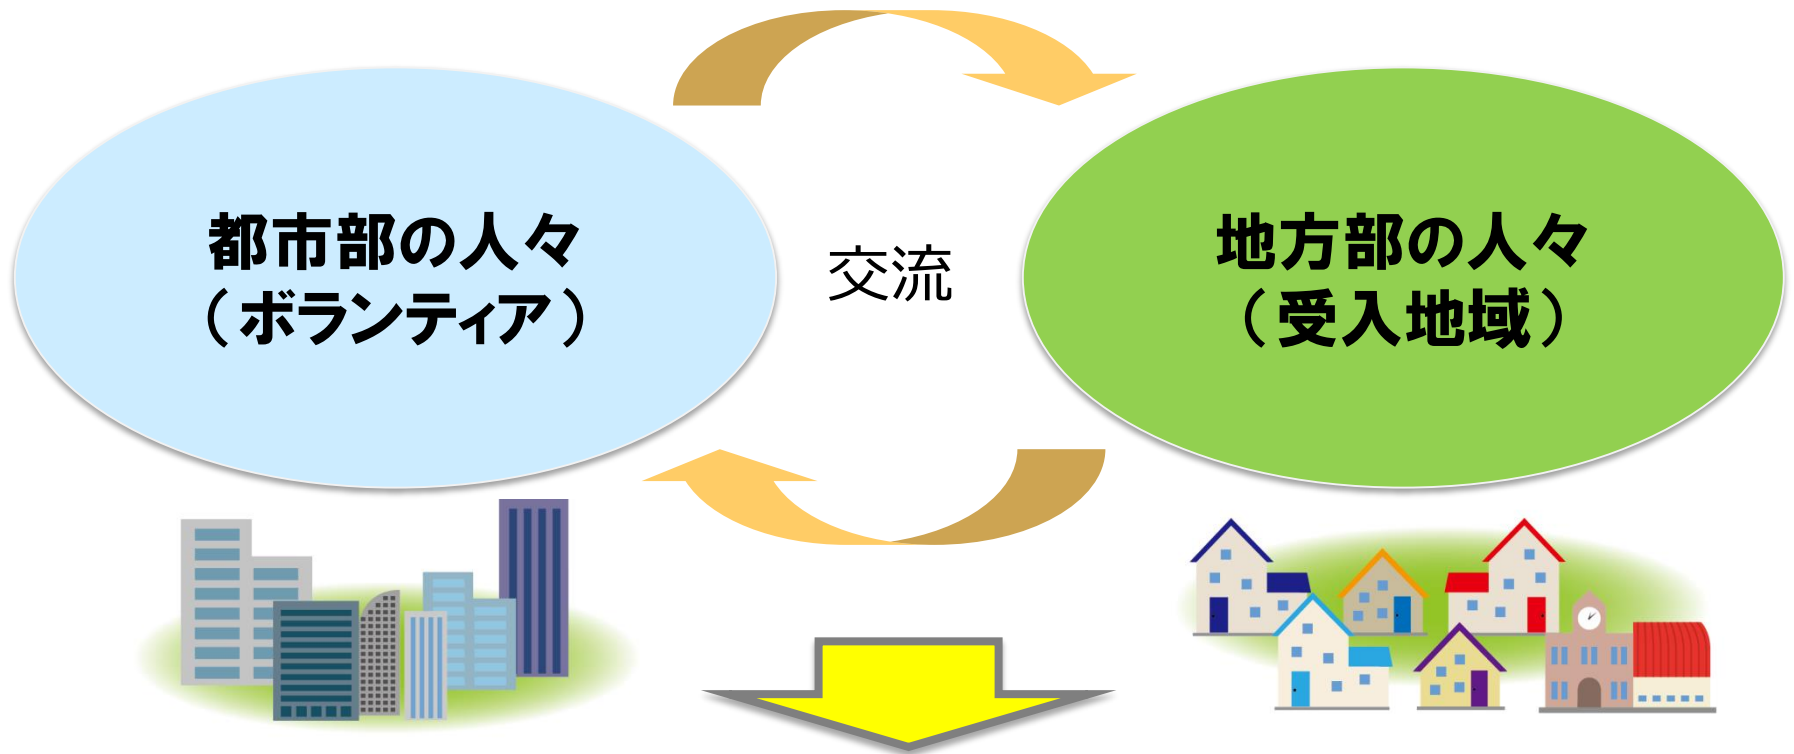 都市部の人々
（ボランティア）
交流
地方部の人々
（受入地域）